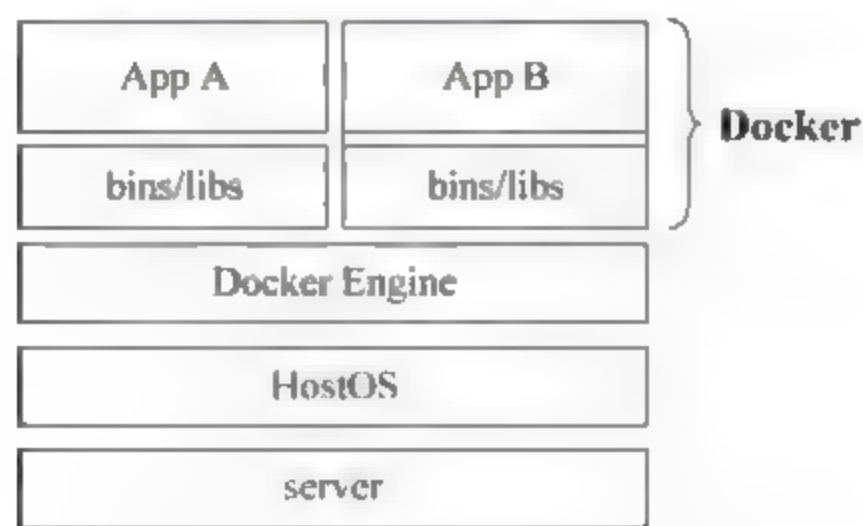 App A
App B
Docker
bins/libs
bins/libs
Docker Engine
HostOS
server